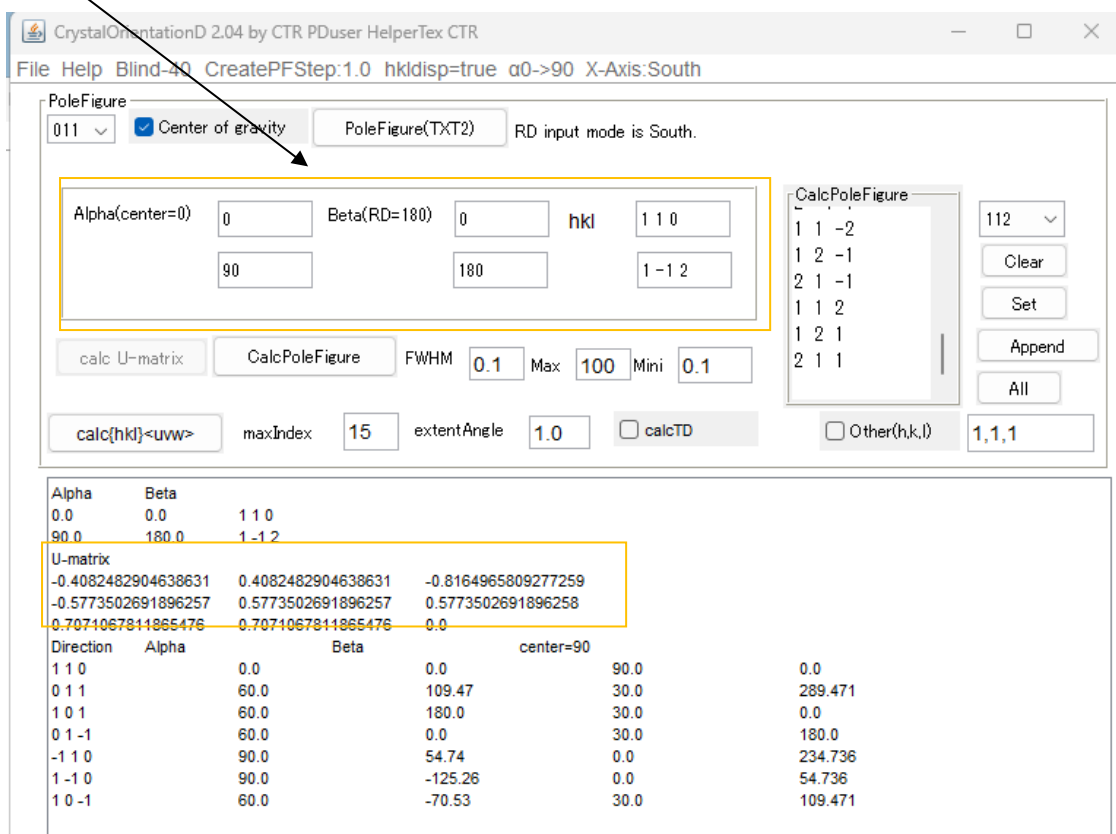 CrystalOrientationD 2.04 by CTR PDuser HelperTex CTR
File Help Blind-40 CreatePFStep:1.0 hkldisp=true α0->90 X-Axis:South
PoleFigure
011 Center of gravity PoleFigure(TXT2) RD input mode is South.
Alpha(center=0) 0 Beta(RD=180) 0 hkl 1 1 0
90 180 1 -1 2
CalcPoleFigure
1 1 -2
1 2 -1
2 1 -1
1 1 2
1 2 1
2 1 1
112
Clear
Set
Append
All
calc U-matrix CalcPoleFigure FWHM 0.1 Max 100 Mini 0.1
calc{hkl}<uvw> maxIndex 15 extentAngle 1.0 calcTD Other(h,k,l) 1,1,1
Alpha Beta
0.0 0.0 1 1 0
90.0 180.0 1 -1 2
U-matrix
-0.4082482904638631 0.4082482904638631 -0.8164965809277259
-0.5773502691896257 0.5773502691896257 0.5773502691896258
0.7071067811865476 0.7071067811865476 0.0
Direction Alpha Beta center=90
1 1 0 0.0 0.0 90.0 0.0
0 1 1 60.0 109.47 30.0 289.471
1 0 1 60.0 180.0 30.0 0.0
0 1 -1 60.0 0.0 30.0 180.0
-1 1 0 90.0 54.74 0.0 234.736
1 -1 0 90.0 -125.26 0.0 54.736
1 0 -1 60.0 -70.53 30.0 109.471